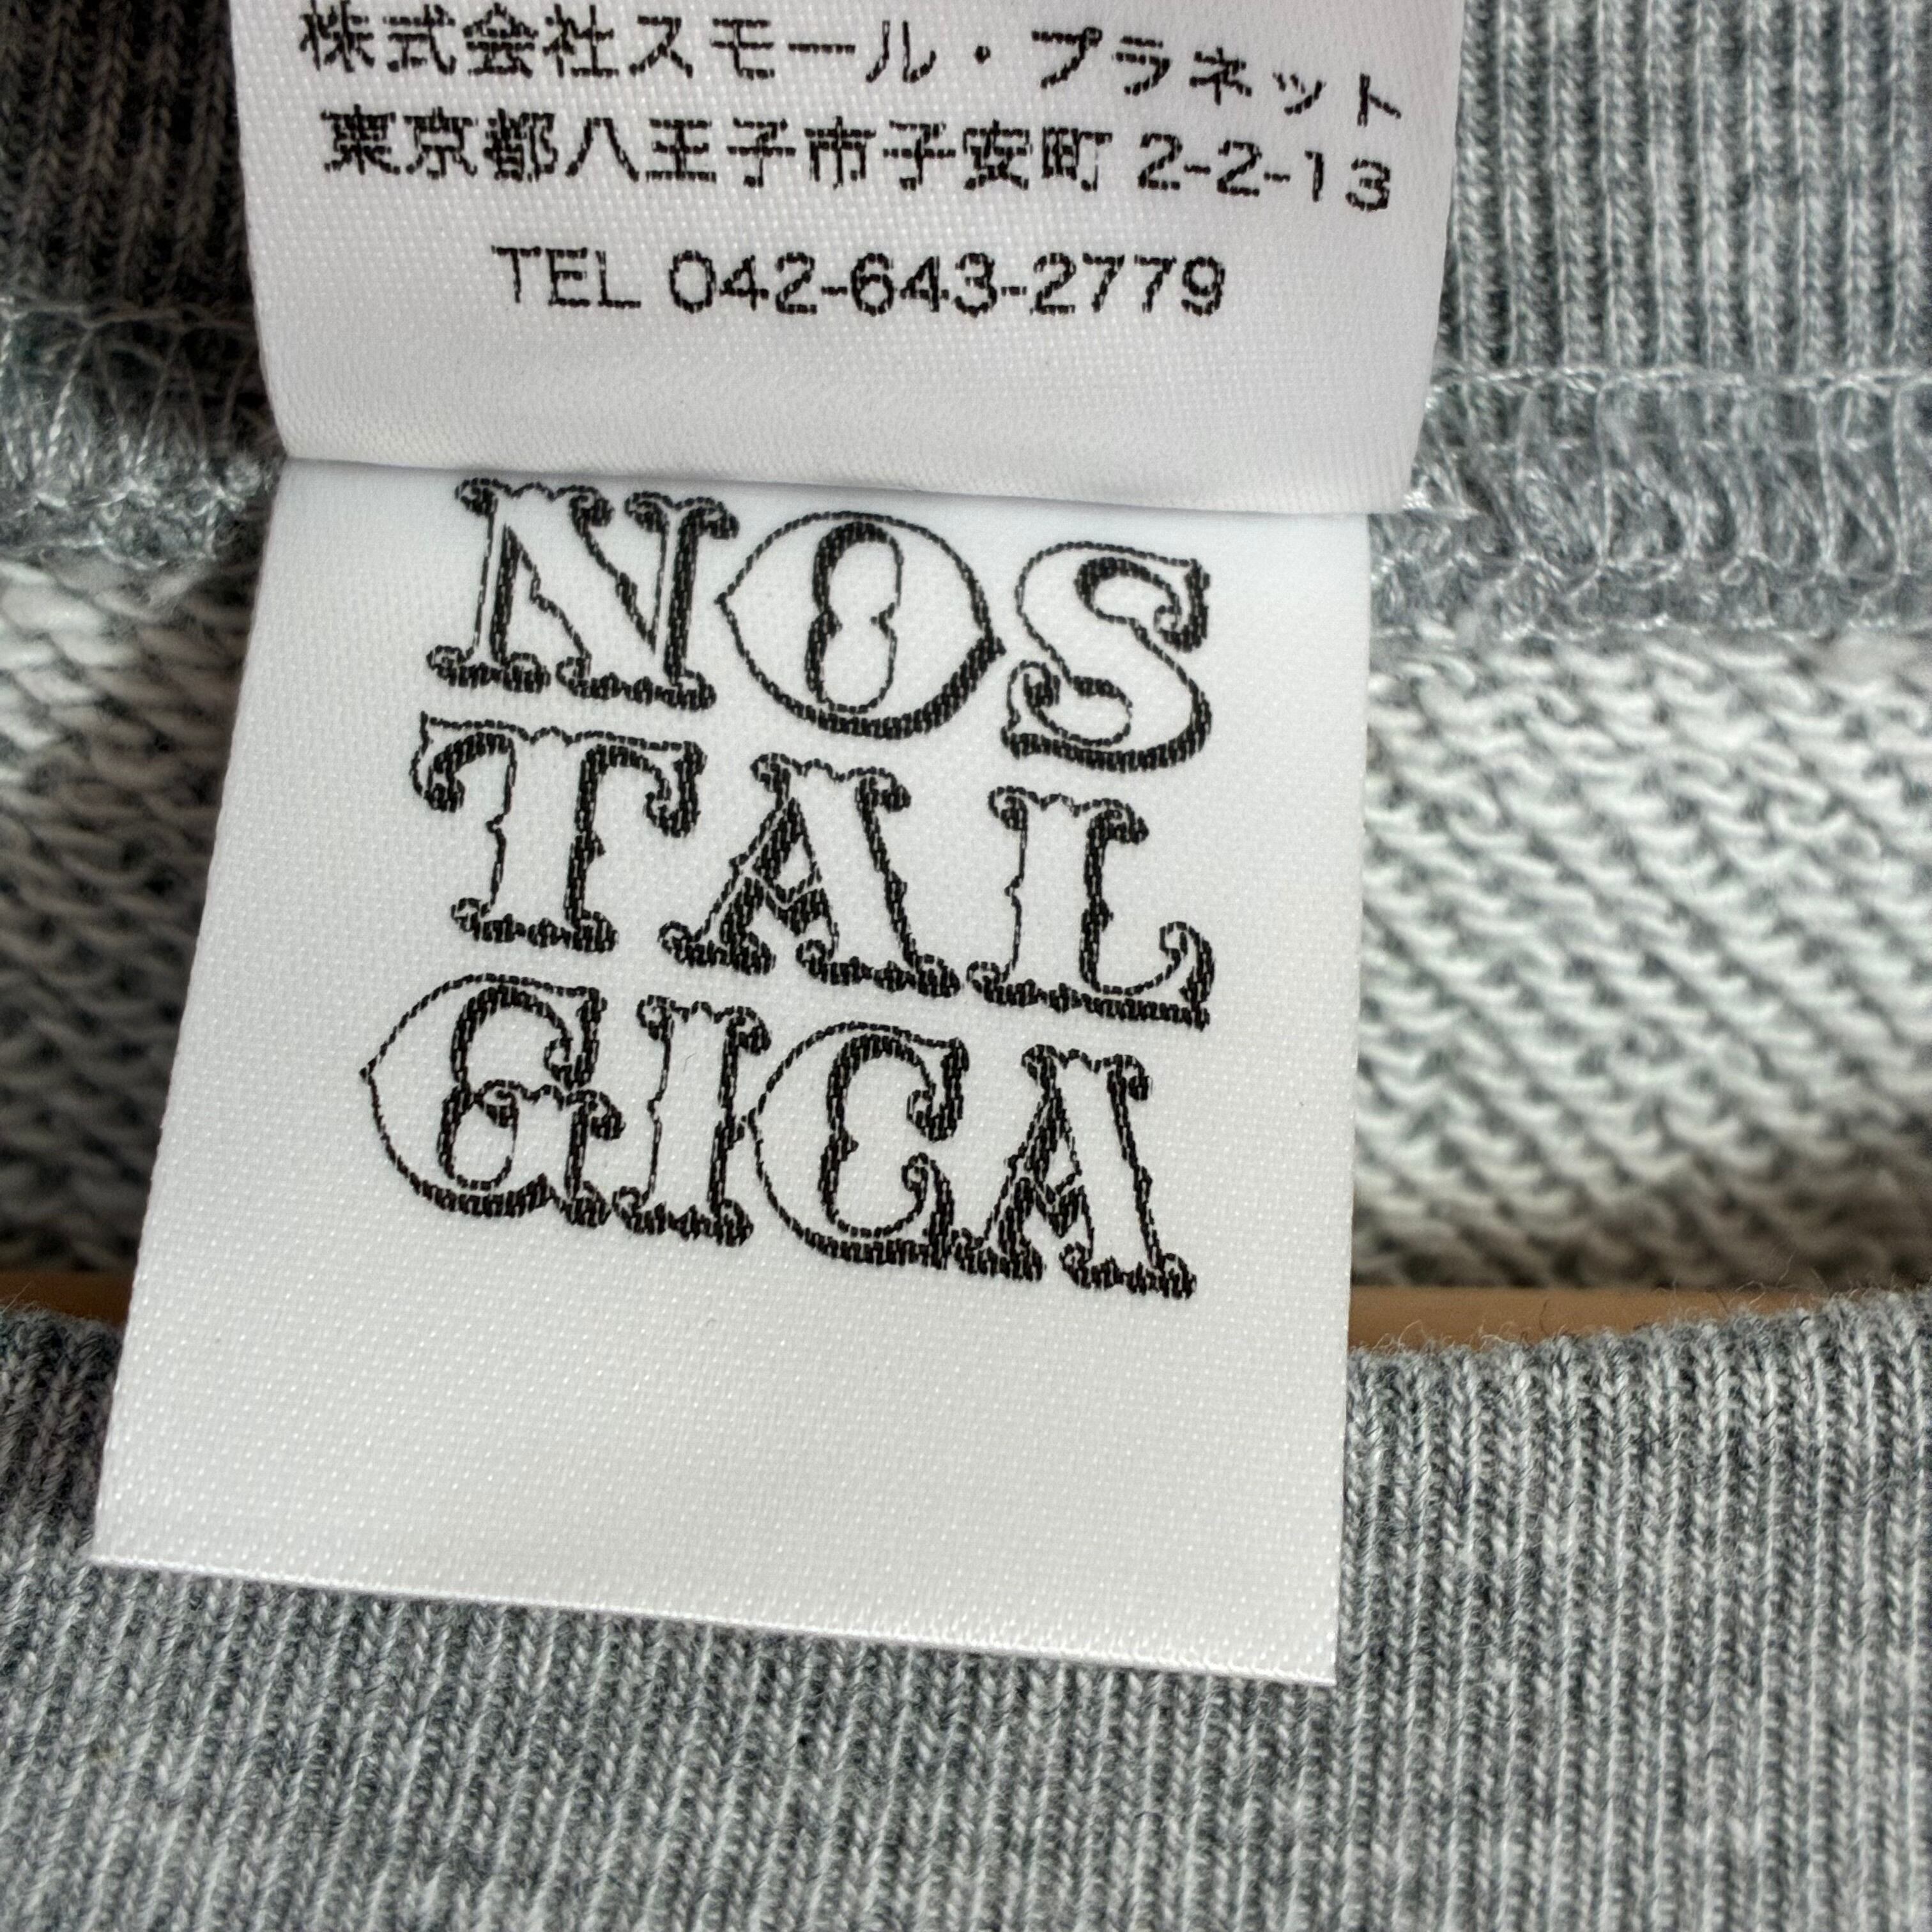 株式会社スモール・プラネット
東京都八王子市子安町 2-2-13
TEL 042-643-2779
NOS
TAL
GICA